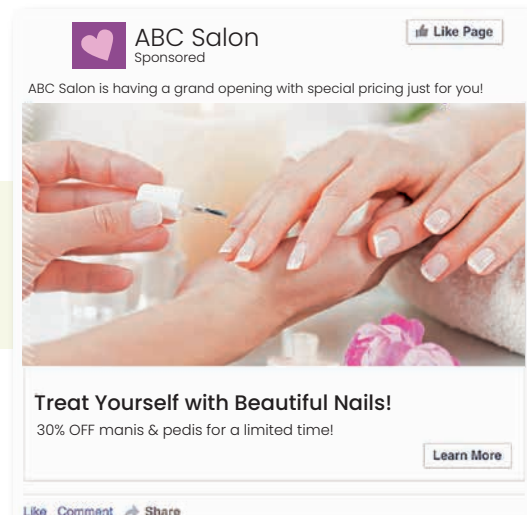 ABC Salon
Like Page
Sponsored
ABC Salon is having a grand opening with special pricing just for you!
Treat Yourself with Beautiful Nails!
30% OFF manis & pedis for a limited time!
Learn More
Like Comment Share